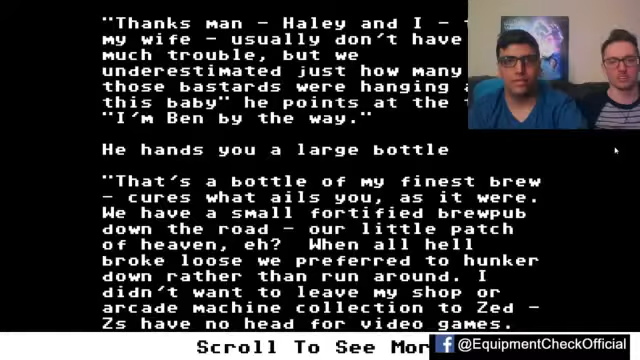 "Thanks man - Haley and I -
my wife - usually don't have
much trouble, but we
underestimated just how many
those bastards were hanging
this baby" he points at the
"I'm Ben by the way."
He hands you a large bottle
"That's a bottle of my finest brew
- cures what ails you, as it were.
We have a small fortified brewpub
down the road - our little patch
of heaven, eh?  When all hell
broke loose we preferred to hunker
down rather than run around. I
didn't want to leave my shop or
arcade machine collection to Zed -
Zs have no head for video games.
Scroll To See
@EquipmentCheckOfficial